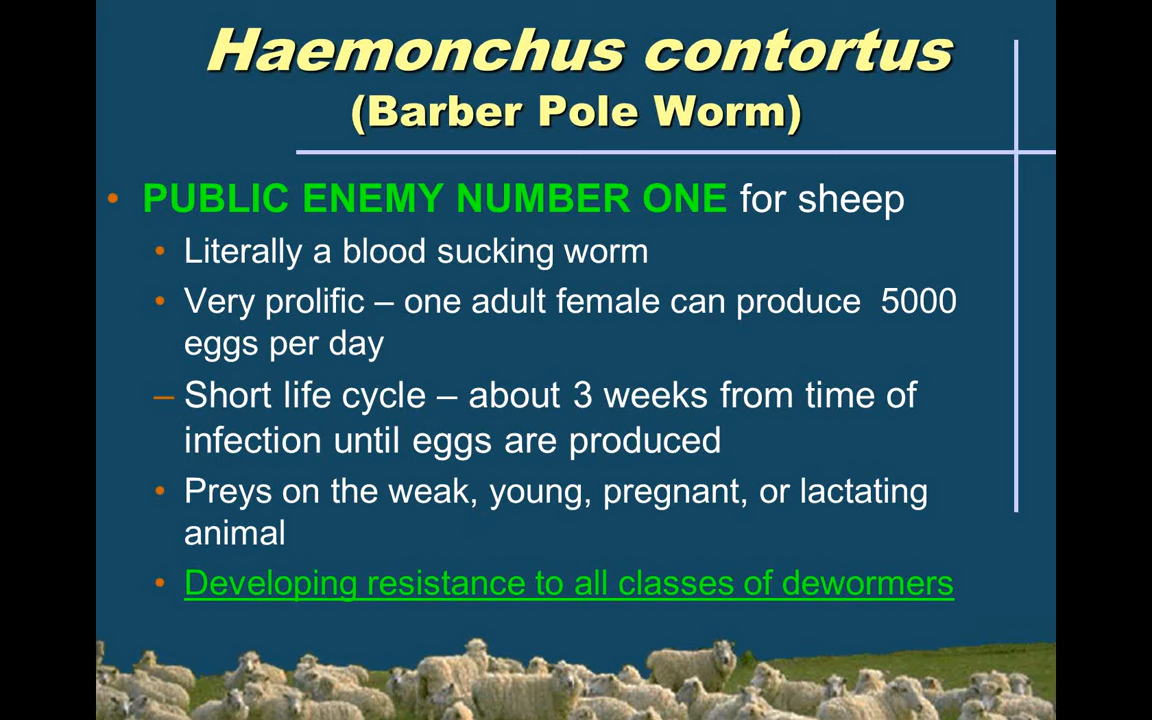 Haemonchus contortus
(Barber Pole Worm)
• PUBLIC ENEMY NUMBER ONE for sheep
• Literally a blood sucking worm
• Very prolific – one adult female can produce 5000
eggs per day
– Short life cycle – about 3 weeks from time of
infection until eggs are produced
• Preys on the weak, young, pregnant, or lactating
animal
• Developing resistance to all classes of dewormers